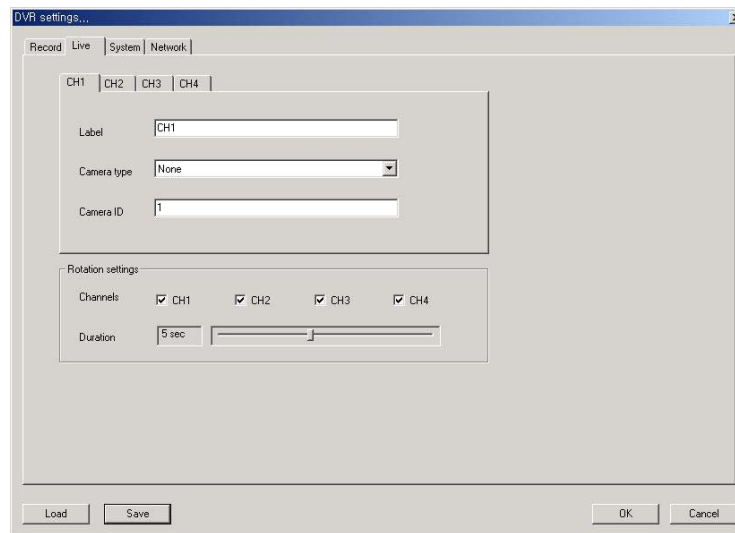 DVR settings...
Record Live System Network
CH1 CH2 CH3 CH4
Label CH1
Camera type None
Camera ID 1
Rotation settings
Channels CH1 CH2 CH3 CH4
Duration 5 sec
Load Save OK Cancel